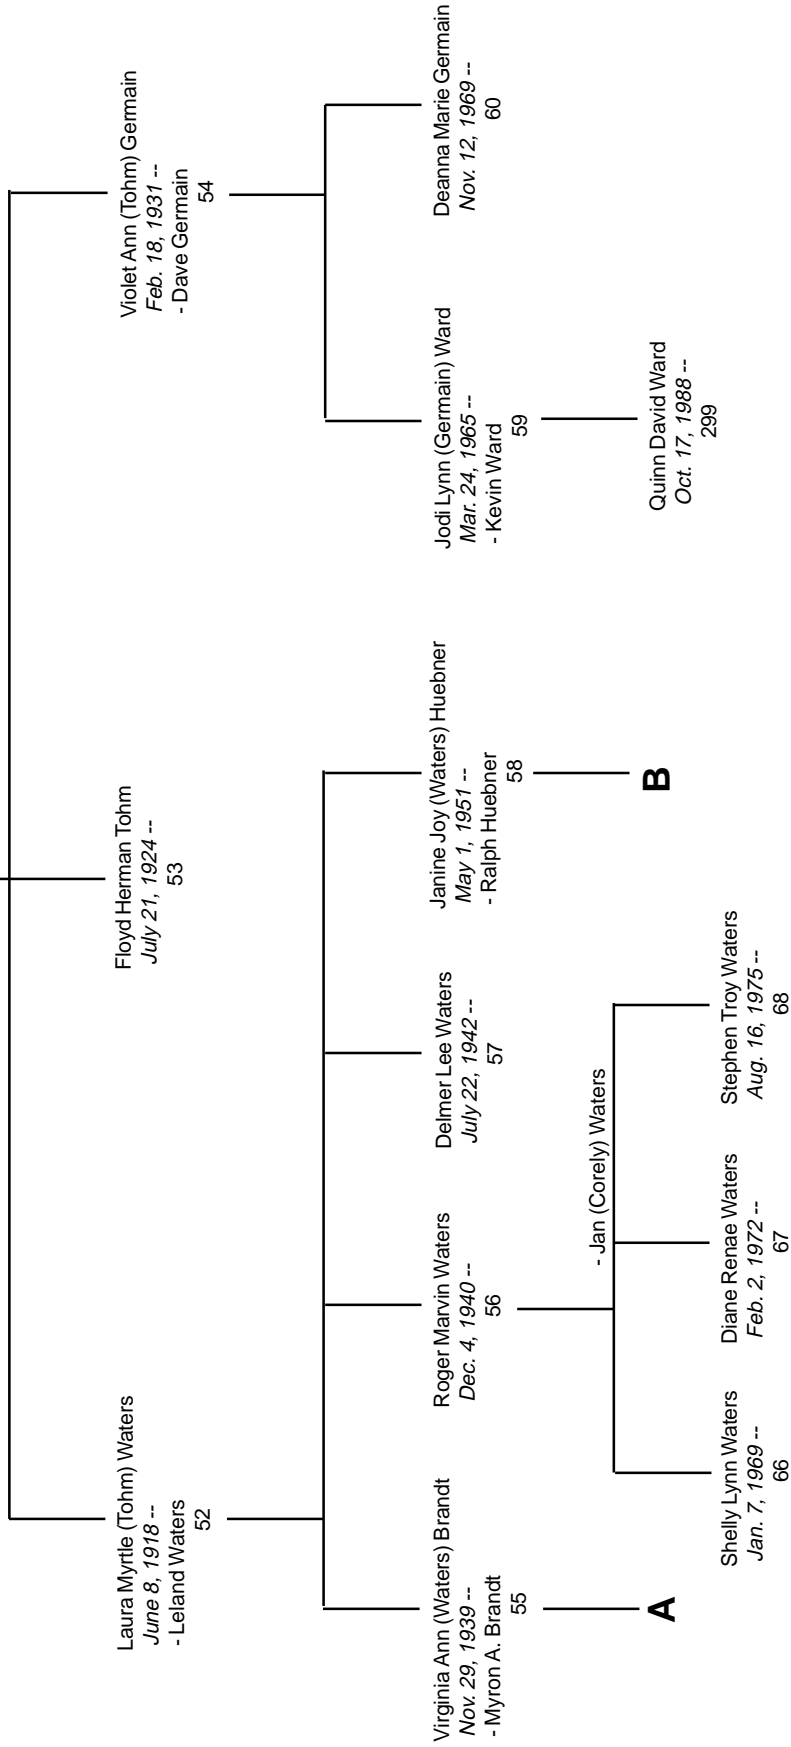 Laura Myrtle (Tohm) Waters
June 8, 1918 --
- Leland Waters
52
Floyd Herman Tohm
July 21, 1924 --
53
Violet Ann (Tohm) Germain
Feb. 18, 1931 --
- Dave Germain
54
Virginia Ann (Waters) Brandt
Nov. 29, 1939 --
- Myron A. Brandt
55
A
Roger Marvin Waters
Dec. 4, 1940 --
56
- Jan (Corely) Waters
Delmer Lee Waters
July 22, 1942 --
57
Janine Joy (Waters) Huebner
May 1, 1951 --
- Ralph Huebner
58
B
Jodi Lynn (Germain) Ward
Mar. 24, 1965 --
- Kevin Ward
59
Deanna Marie Germain
Nov. 12, 1969 --
60
Shelly Lynn Waters
Jan. 7, 1969 --
66
Diane Renae Waters
Feb. 2, 1972 --
67
Stephen Troy Waters
Aug. 16, 1975 --
68
Quinn David Ward
Oct. 17, 1988 --
299